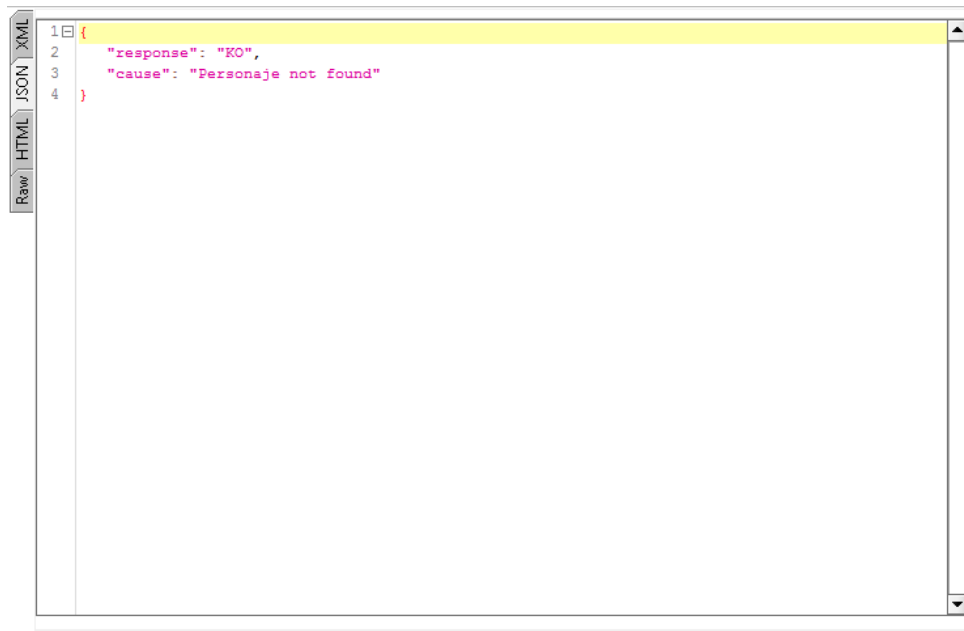 XML
JSON
HTML
Raw
1 {
2 "response": "KO",
3 "cause": "Personaje not found"
4 }